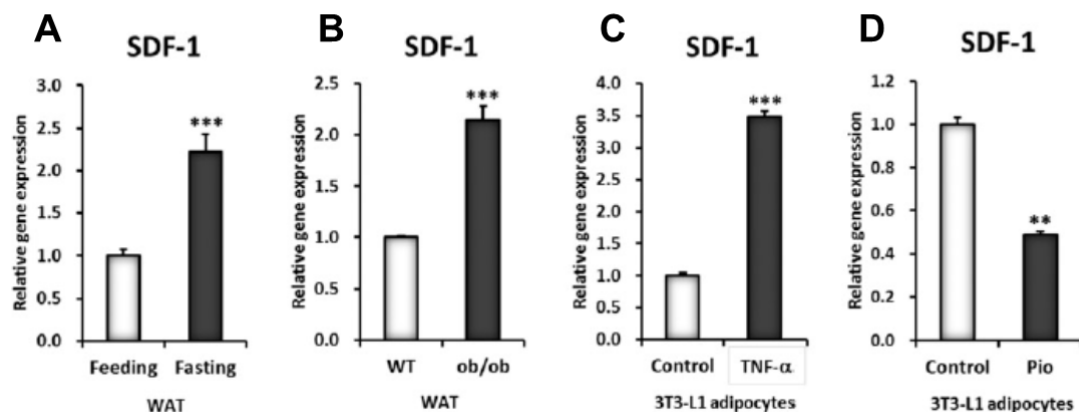 A
SDF-1
Relative gene expression
3.0
2.5
2.0
1.5
1.0
0.5
0.0
***
Feeding Fasting
WAT
B
SDF-1
Relative gene expression
2.5
2.0
1.5
1.0
0.5
0.0
***
WT ob/ob
WAT
C
SDF-1
Relative gene expression
4.0
3.5
3.0
2.5
2.0
1.5
1.0
0.5
0.0
***
Control TNF-α
3T3-L1 adipocytes
D
SDF-1
Relative gene expression
1.2
1.0
0.8
0.6
0.4
0.2
0.0
**
Control Pio
3T3-L1 adipocytes